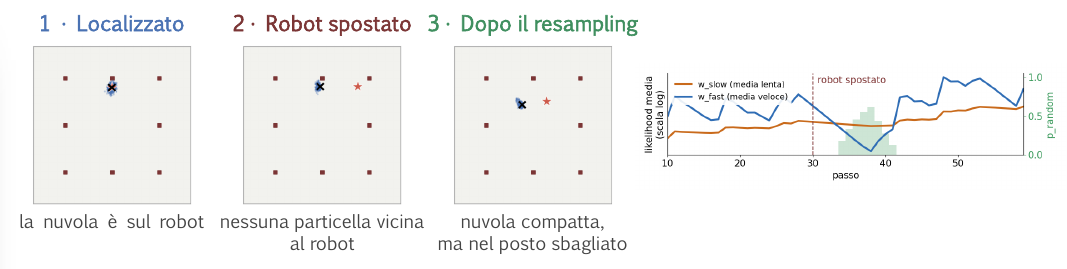 1 · Localizzato
2 · Robot spostato
3 · Dopo il resampling
la nuvola è sul robot
nessuna particella vicina
al robot
nuvola compatta,
ma nel posto sbagliato
likelihood media
(scala log)
w_slow (media lenta)
w_fast (media veloce)
robot spostato
1.0
0.5
0.0
p_random
10
20
30
40
50
passo